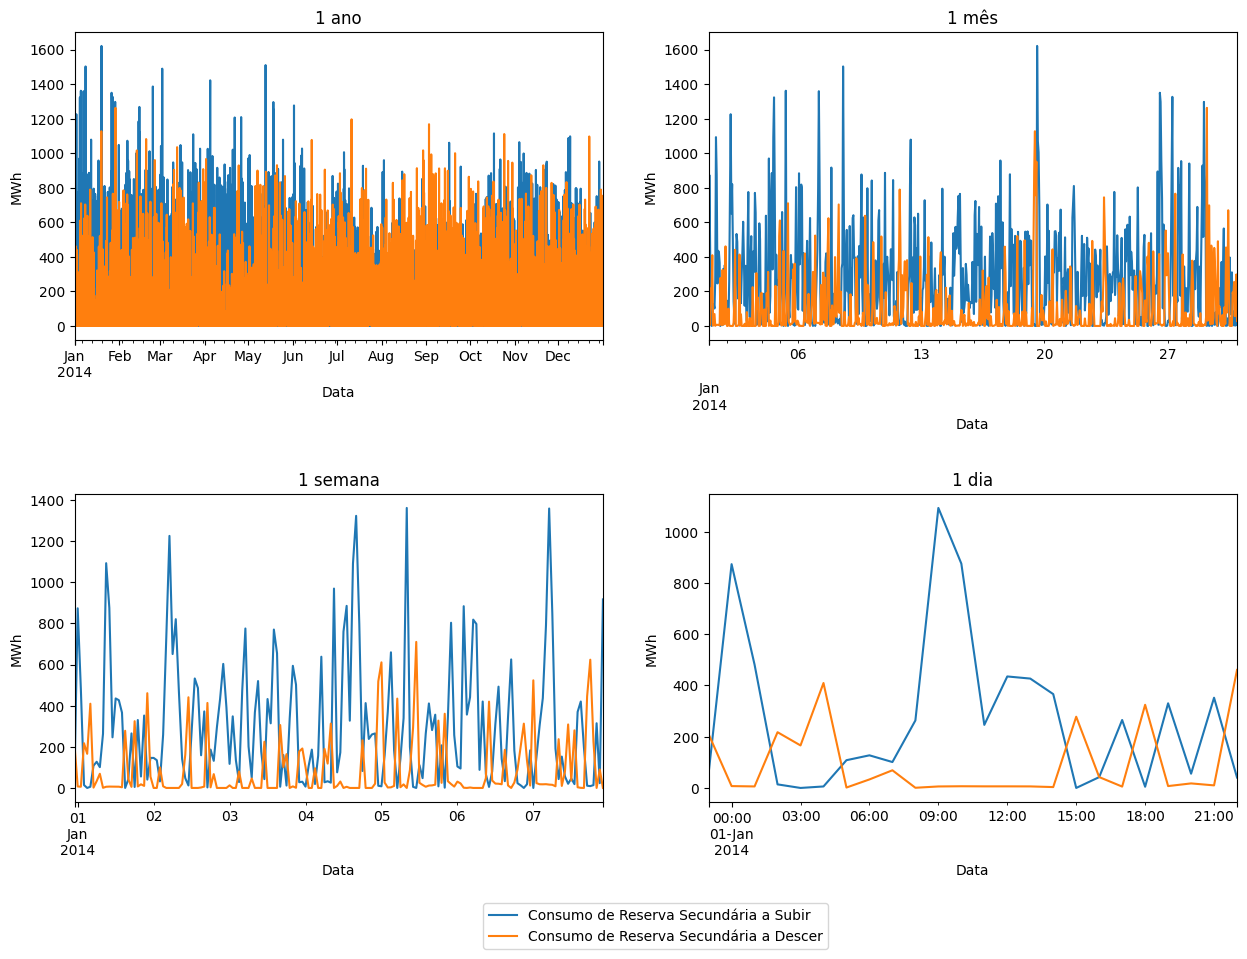 1 ano
1600
1400
1200
1000
800
600
400
200
0
MWh
Jan
2014
Feb
Mar
Apr
May
Jun
Jul
Aug
Sep
Oct
Nov
Dec
Data
1 mês
1600
1400
1200
1000
800
600
400
200
0
MWh
06
13
20
27
Jan
2014
Data
1 semana
1400
1200
1000
800
600
400
200
0
MWh
01
Jan
2014
02
03
04
05
06
07
Data
1 dia
1000
800
600
400
200
0
MWh
00:00
01-Jan
2014
03:00
06:00
09:00
12:00
15:00
18:00
21:00
Data
Consumo de Reserva Secundária a Subir
Consumo de Reserva Secundária a Descer